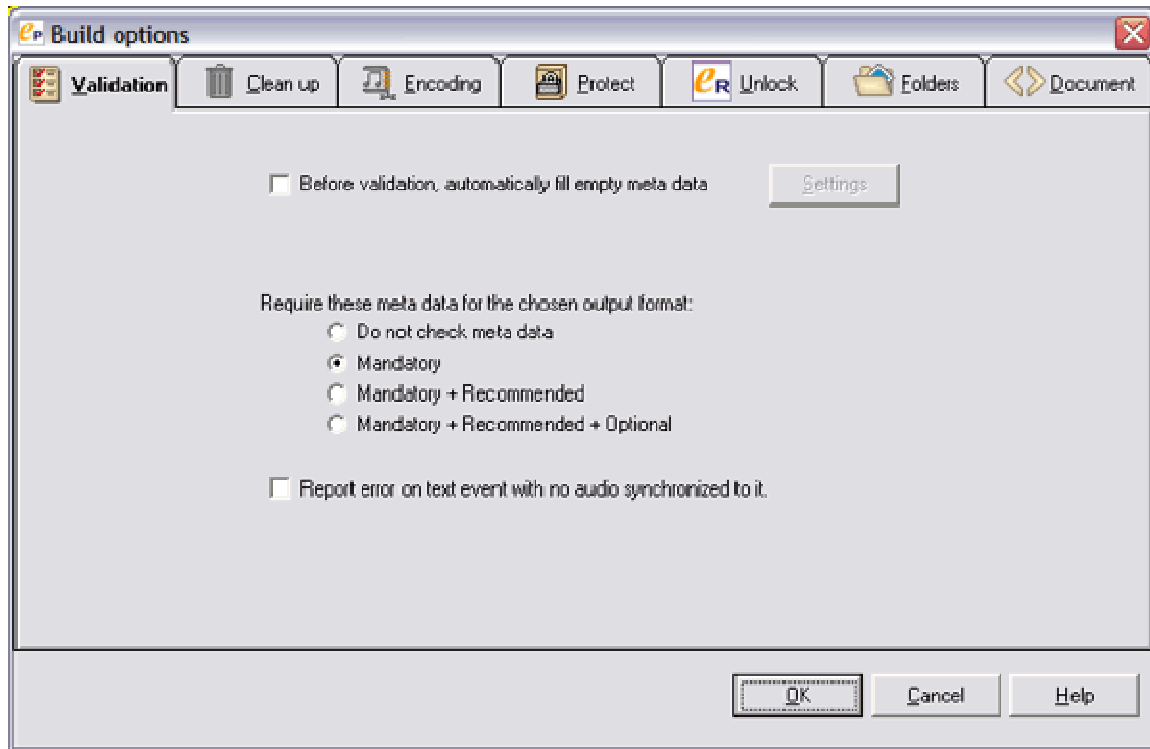 eP Build options
Validation Clean up Encoding Protect eR Unlock Folders Document
Before validation, automatically fill empty meta data Settings
Require these meta data for the chosen output format:
Do not check meta data
Mandatory
Mandatory + Recommended
Mandatory + Recommended + Optional
Report error on text event with no audio synchronized to it.
OK Cancel Help